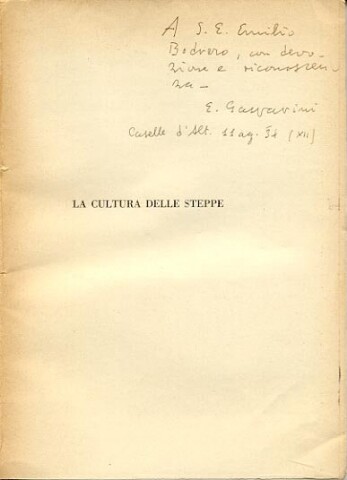 A S. E. Emilio
Bodrero, con devo-
zione e riconoscen-
za -
E. Gasparini
Caselle d'Alt. 11 ag. 34 (XII)
LA CULTURA DELLE STEPPE